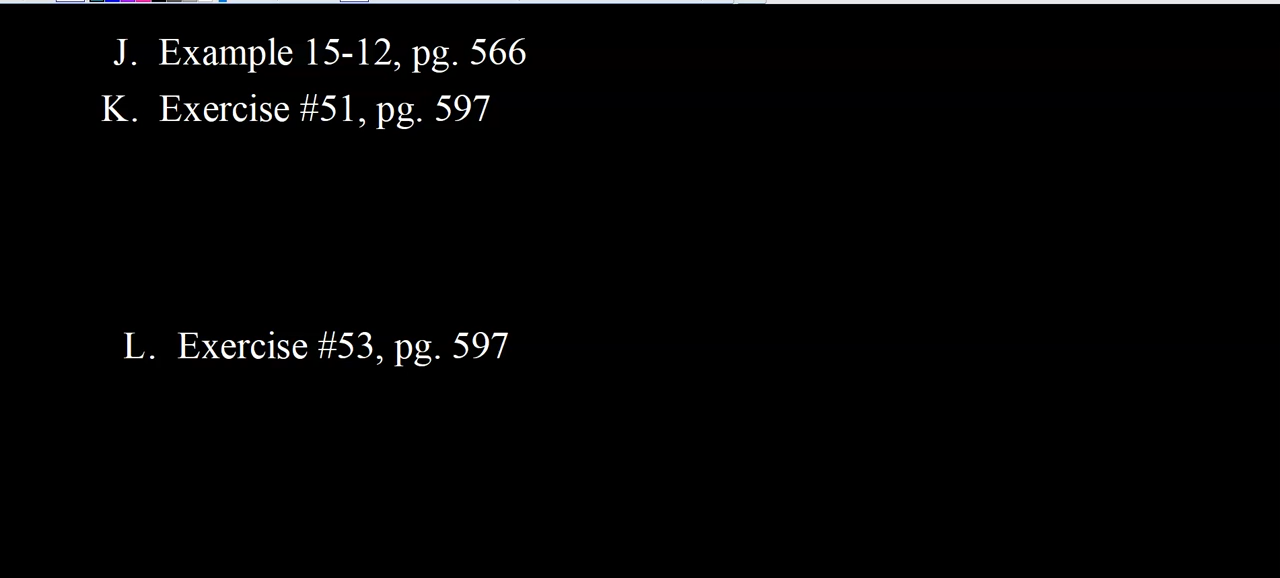 J. Example 15-12, pg. 566
K. Exercise #51, pg. 597
L. Exercise #53, pg. 597